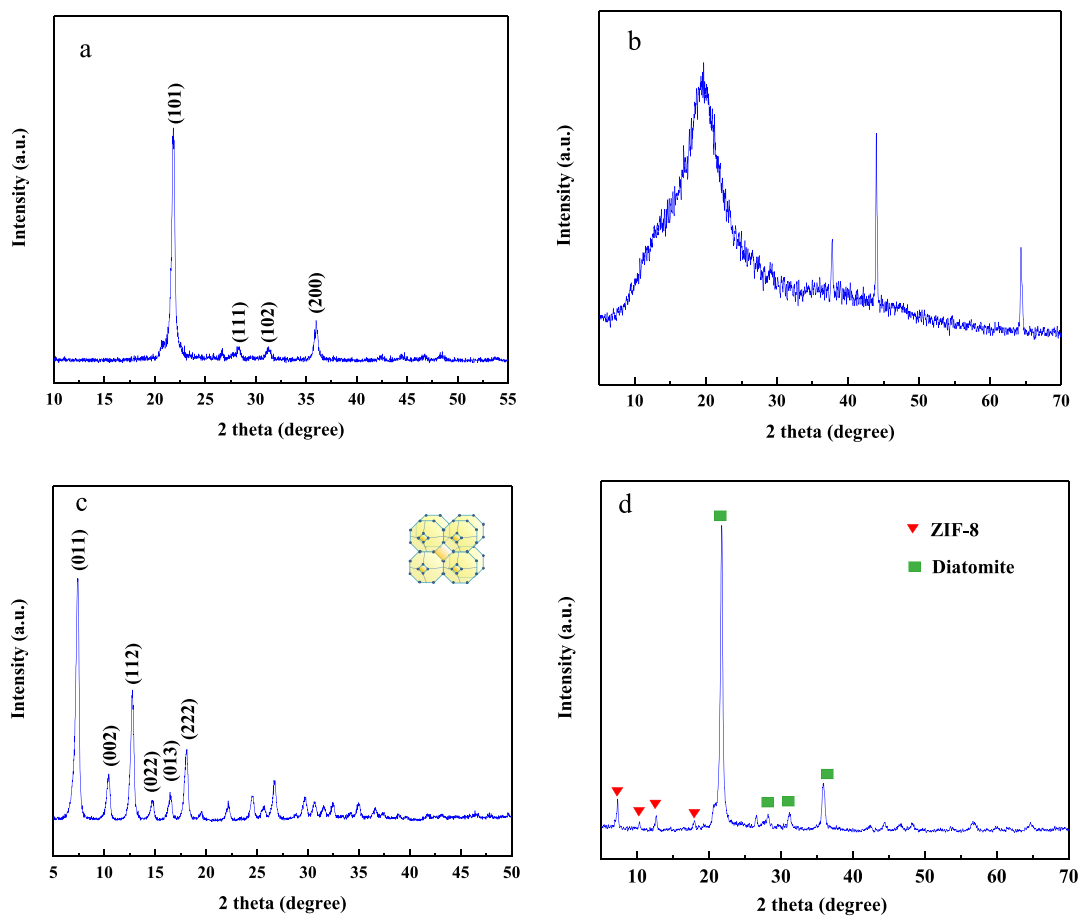 a
(101)
(111)
(102)
(200)
Intensity (a.u.)
10 15 20 25 30 35 40 45 50 55
2 theta (degree)
b
Intensity (a.u.)
10 20 30 40 50 60 70
2 theta (degree)
c
(011)
(002)
(112)
(022)
(013)
(222)
Intensity (a.u.)
5 10 15 20 25 30 35 40 45 50
2 theta (degree)
d
ZIF-8
Diatomite
Intensity (a.u.)
10 20 30 40 50 60 70
2 theta (degree)